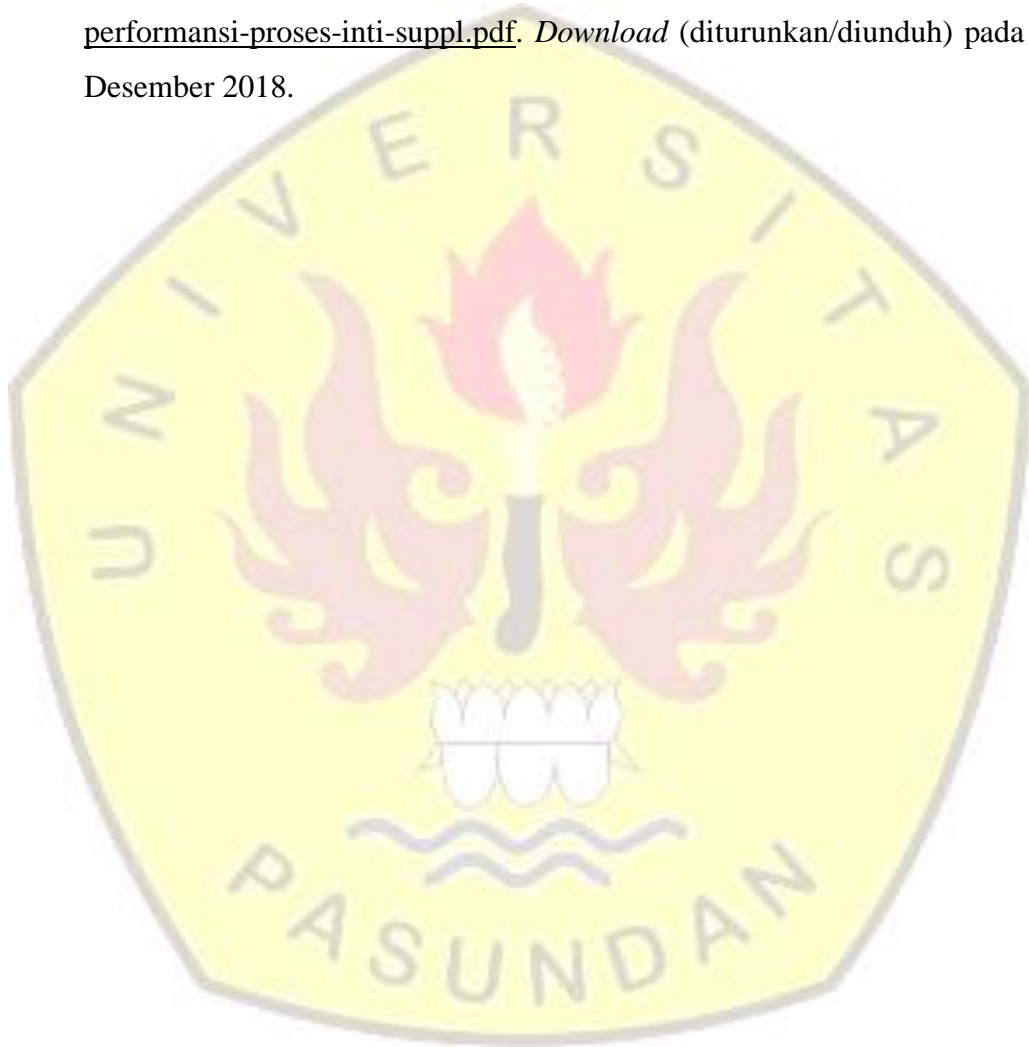 performansi-proses-inti-suppl.pdf. Download (diturunkan/diunduh) pada
Desember 2018.
UNIVERSITAS
PASUNDAN